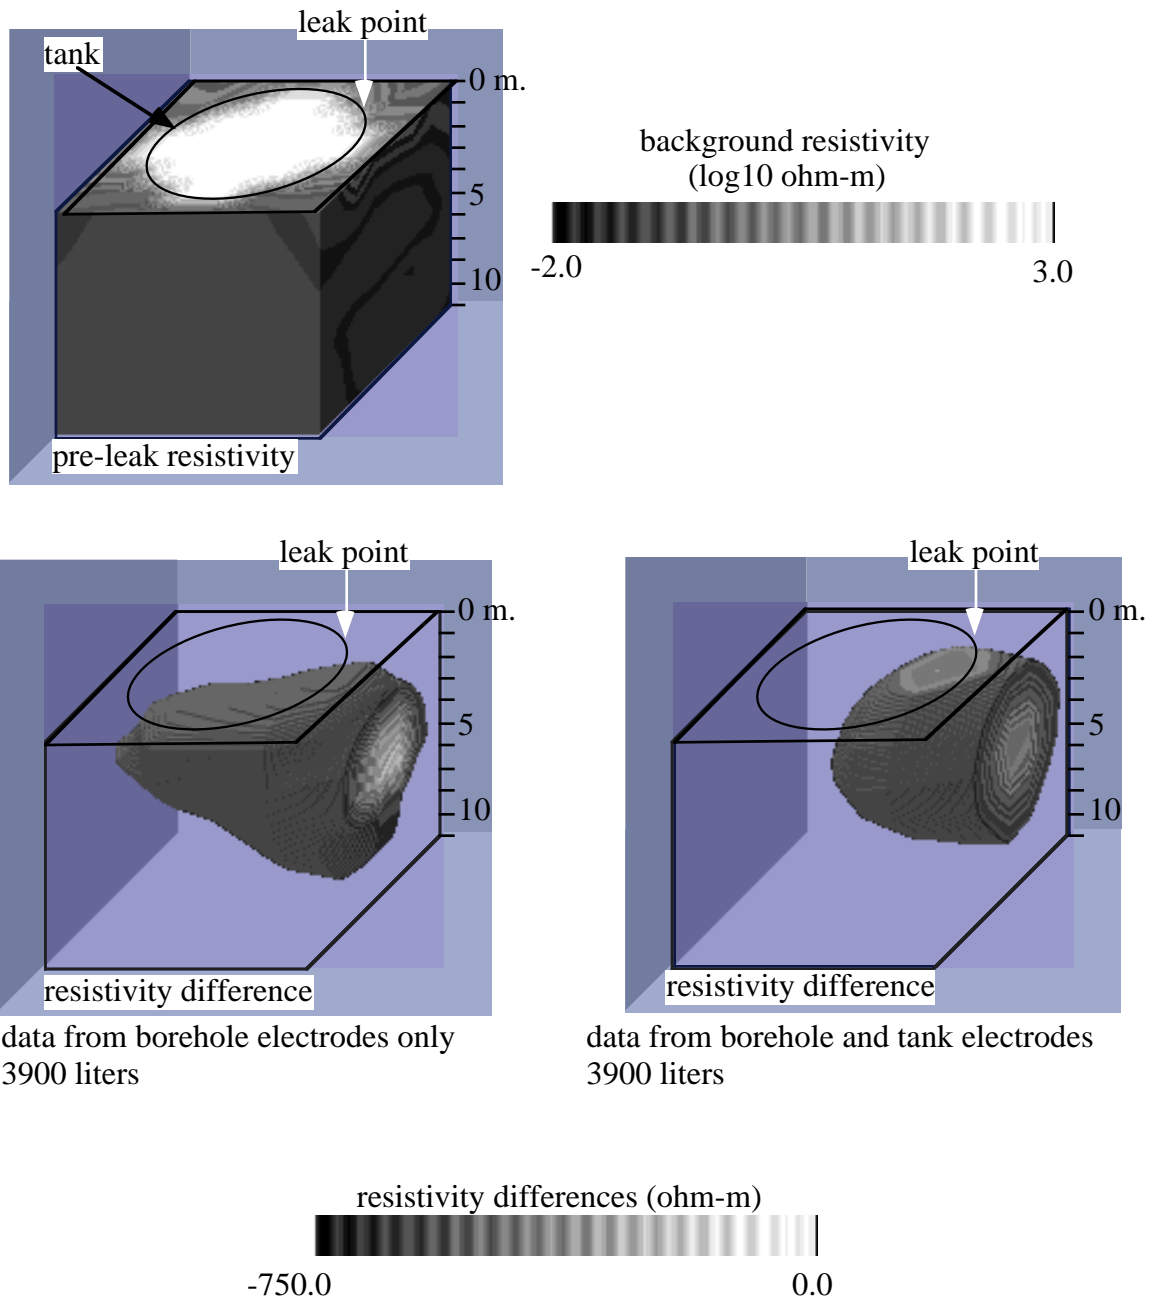 leak point
tank
0 m.
5
10
pre-leak resistivity
background resistivity
(log10 ohm-m)
-2.0
3.0
leak point
0 m.
5
10
resistivity difference
data from borehole electrodes only
3900 liters
leak point
0 m.
5
10
resistivity difference
data from borehole and tank electrodes
3900 liters
resistivity differences (ohm-m)
-750.0
0.0